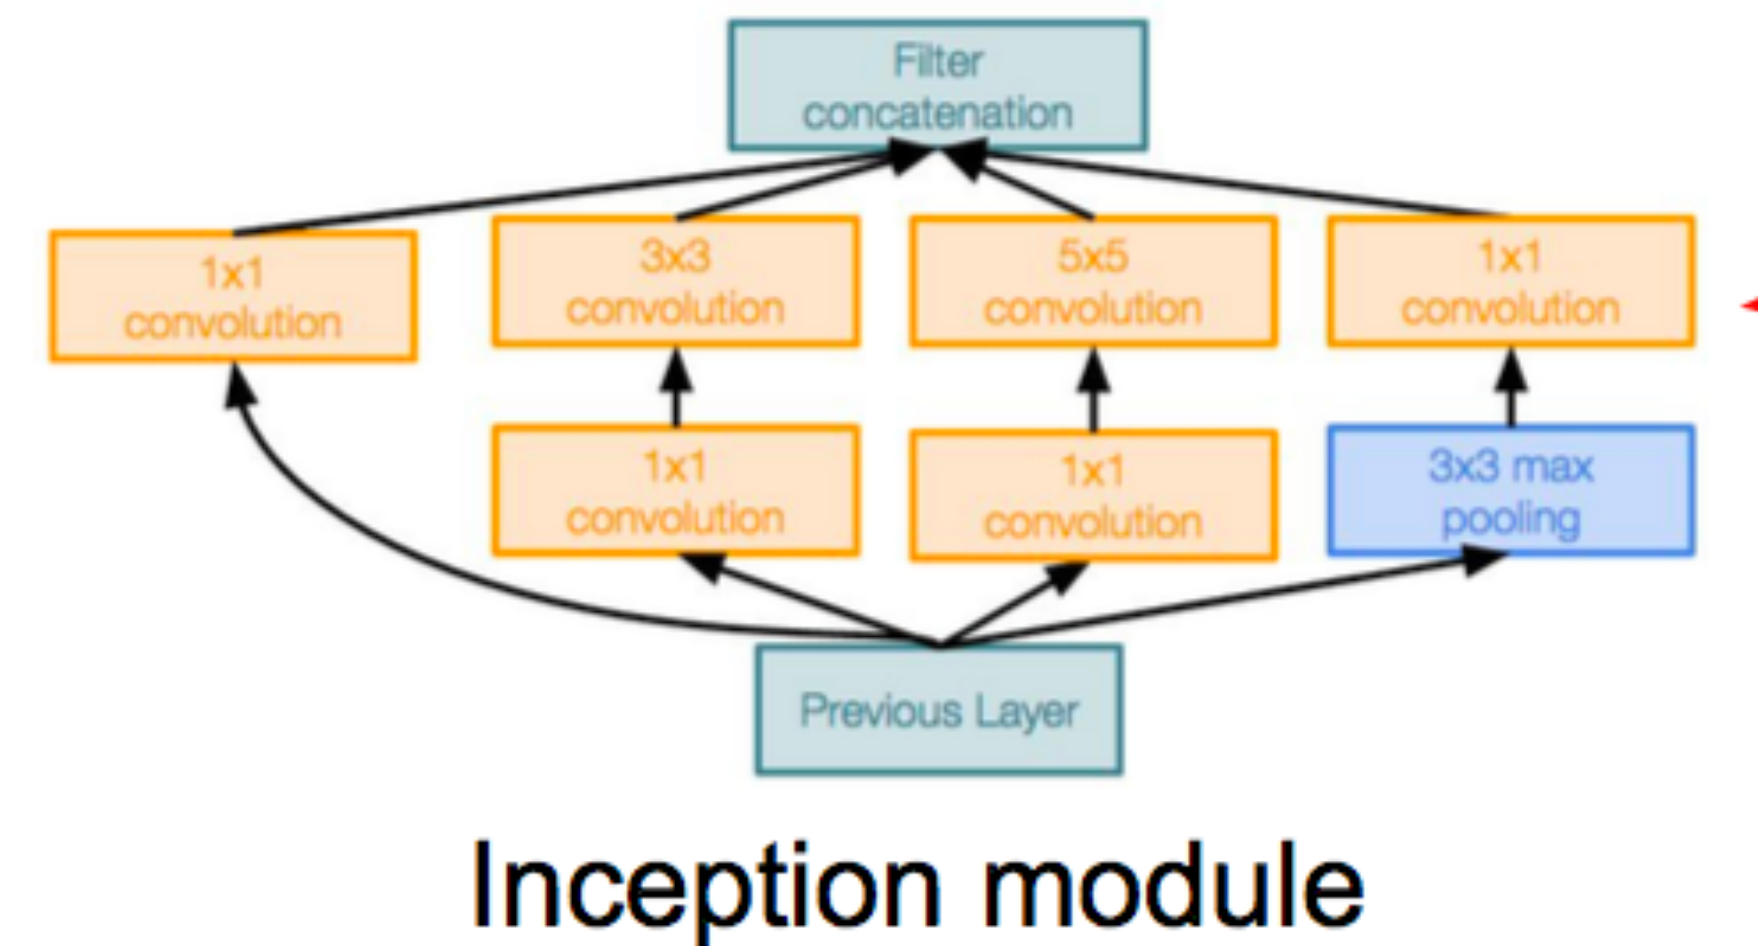 Filter
concatenation
1x1
convolution
3x3
convolution
5x5
convolution
1x1
convolution
1x1
convolution
1x1
convolution
3x3 max
pooling
Previous Layer
Inception module